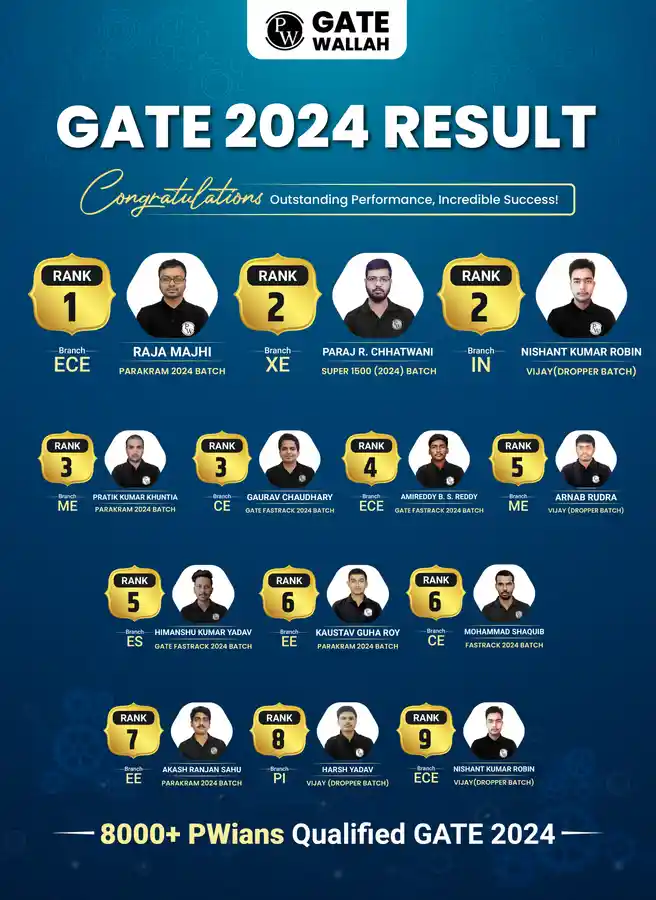 PW GATE
WALLAH
GATE 2024 RESULT
Congratulations Outstanding Performance, Incredible Success!
RANK
1
Branch
ECE
RAJA MAJHI
PARAKRAM 2024 BATCH
RANK
2
Branch
XE
PARAJ R. CHHATWANI
SUPER 1500 (2024) BATCH
RANK
2
Branch
IN
NISHANT KUMAR ROBIN
VIJAY(DROPPER BATCH)
RANK
3
Branch
ME
PRATIK KUMAR KHUNTIA
PARAKRAM 2024 BATCH
RANK
3
Branch
CE
GAURAV CHAUDHARY
GATE FASTRACK 2024 BATCH
RANK
4
Branch
ECE
AMIREDDY B. S. REDDY
GATE FASTRACK 2024 BATCH
RANK
5
Branch
ME
ARNAB RUDRA
VIJAY (DROPPER BATCH)
RANK
5
Branch
ES
HIMANSHU KUMAR YADAV
GATE FASTRACK 2024 BATCH
RANK
6
Branch
EE
KAUSTAV GUHA ROY
PARAKRAM 2024 BATCH
RANK
6
Branch
CE
MOHAMMAD SHAQUIB
FASTRACK 2024 BATCH
RANK
7
Branch
EE
AKASH RANJAN SAHU
PARAKRAM 2024 BATCH
RANK
8
Branch
PI
HARSH YADAV
VIJAY (DROPPER BATCH)
RANK
9
Branch
ECE
NISHANT KUMAR ROBIN
VIJAY(DROPPER BATCH)
8000+ PWians Qualified GATE 2024